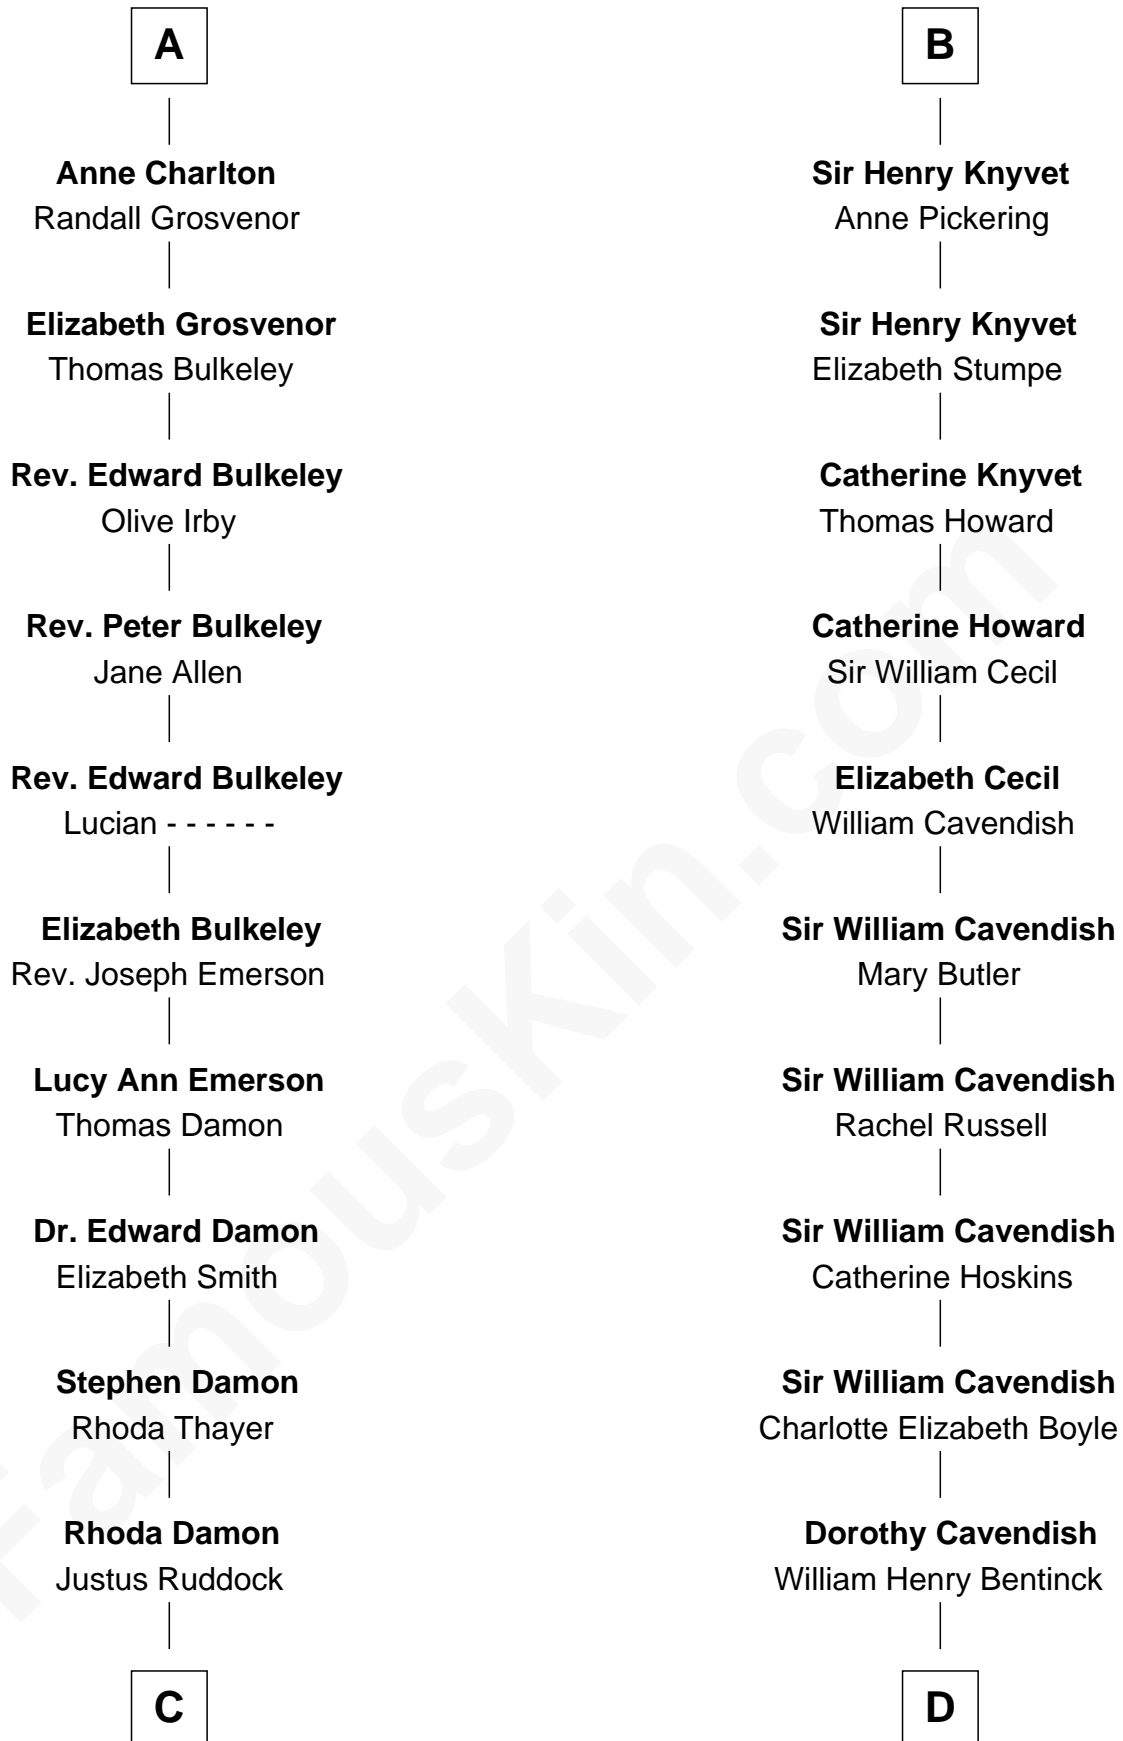 A
Anne Charlton
Randall Grosvenor
Elizabeth Grosvenor
Thomas Bulkeley
Rev. Edward Bulkeley
Olive Irby
Rev. Peter Bulkeley
Jane Allen
Rev. Edward Bulkeley
Lucian - - - - - -
Elizabeth Bulkeley
Rev. Joseph Emerson
Lucy Ann Emerson
Thomas Damon
Dr. Edward Damon
Elizabeth Smith
Stephen Damon
Rhoda Thayer
Rhoda Damon
Justus Ruddock
C
B
Sir Henry Knyvet
Anne Pickering
Sir Henry Knyvet
Elizabeth Stumpe
Catherine Knyvet
Thomas Howard
Catherine Howard
Sir William Cecil
Elizabeth Cecil
William Cavendish
Sir William Cavendish
Mary Butler
Sir William Cavendish
Rachel Russell
Sir William Cavendish
Catherine Hoskins
Sir William Cavendish
Charlotte Elizabeth Boyle
Dorothy Cavendish
William Henry Bentinck
D
FamousKin.com